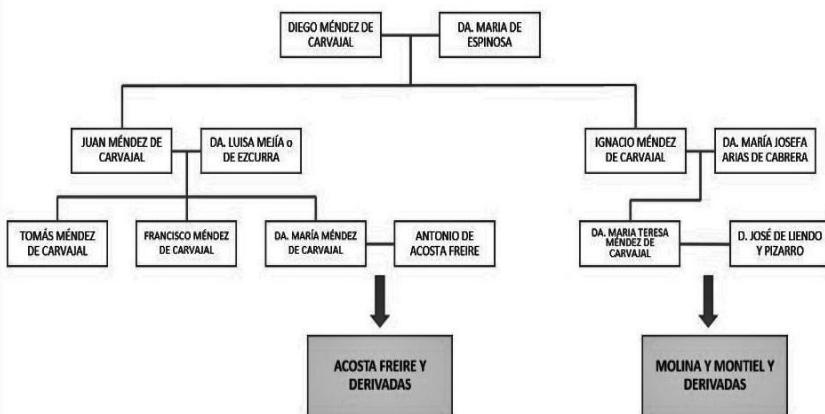 DIEGO MÉNDEZ DE
CARVAJAL
DA. MARIA DE
ESPINOSA
JUAN MÉNDEZ DE
CARVAJAL
DA. LUISA MEJÍA o
DE EZCURRA
IGNACIO MÉNDEZ
DE CARVAJAL
DA. MARÍA JOSEFA
ARIAS DE CABRERA
TOMÁS MÉNDEZ
DE CARVAJAL
FRANCISCO MÉNDEZ
DE CARVAJAL
DA. MARÍA MÉNDEZ
DE CARVAJAL
ANTONIO DE
ACOSTA FREIRE
DA. MARIA TERESA
MÉNDEZ DE
CARVAJAL
D. JOSÉ DE LIENDO
Y PIZARRO
ACOSTA FREIRE Y
DERIVADAS
MOLINA Y MONTIEL Y
DERIVADAS